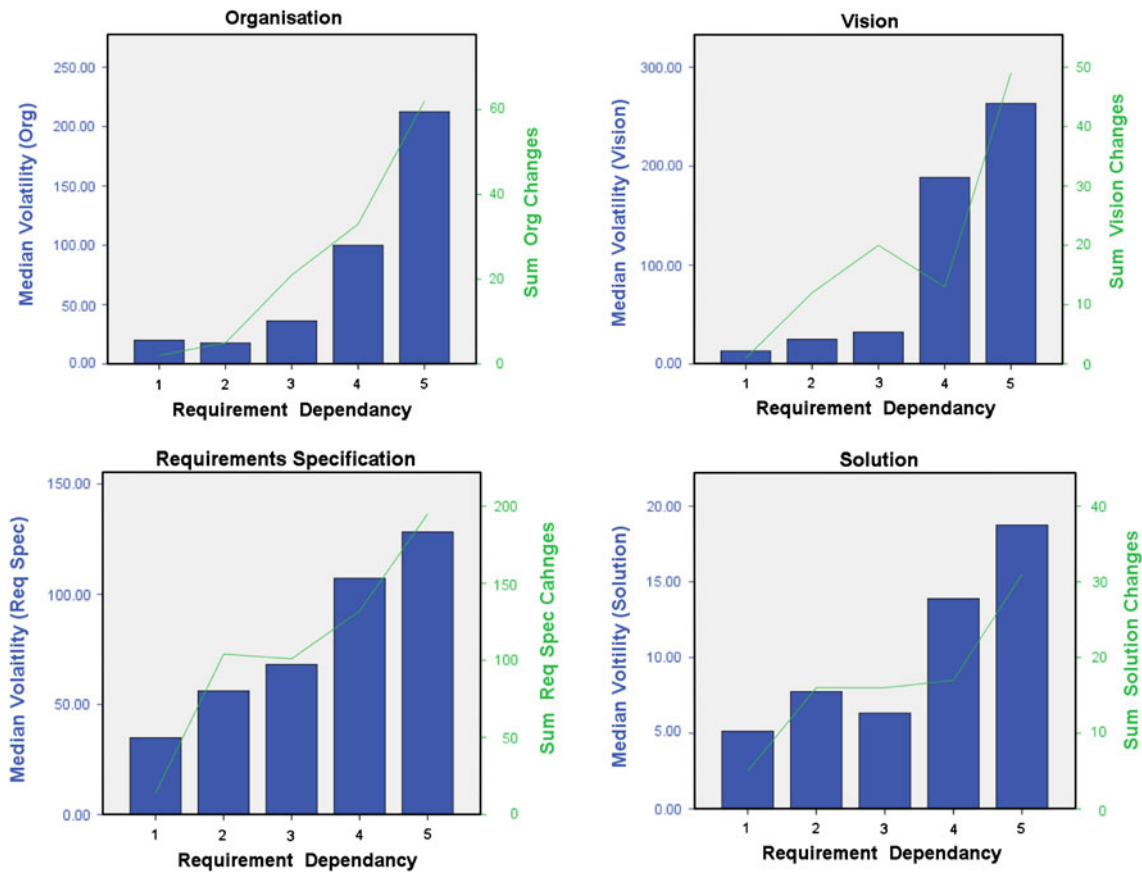 Organisation
Median Volatility (Org)
250.00
200.00
150.00
100.00
50.00
0.00
60
40
20
0
Sum Org Changes
1 2 3 4 5
Requirement Dependancy
Vision
Median Volatility (Vision)
300.00
200.00
100.00
0.00
50
40
30
20
10
0
Sum Vision Changes
1 2 3 4 5
Requirement Dependancy
Requirements Specification
Median Volaitlity (Req Spec)
150.00
100.00
50.00
0.00
200
150
100
50
0
Sum Req Spec Cahnges
1 2 3 4 5
Requirement Dependancy
Solution
Median Voltility (Solution)
20.00
15.00
10.00
5.00
0.00
40
30
20
10
0
Sum Solution Changes
1 2 3 4 5
Requirement Dependancy